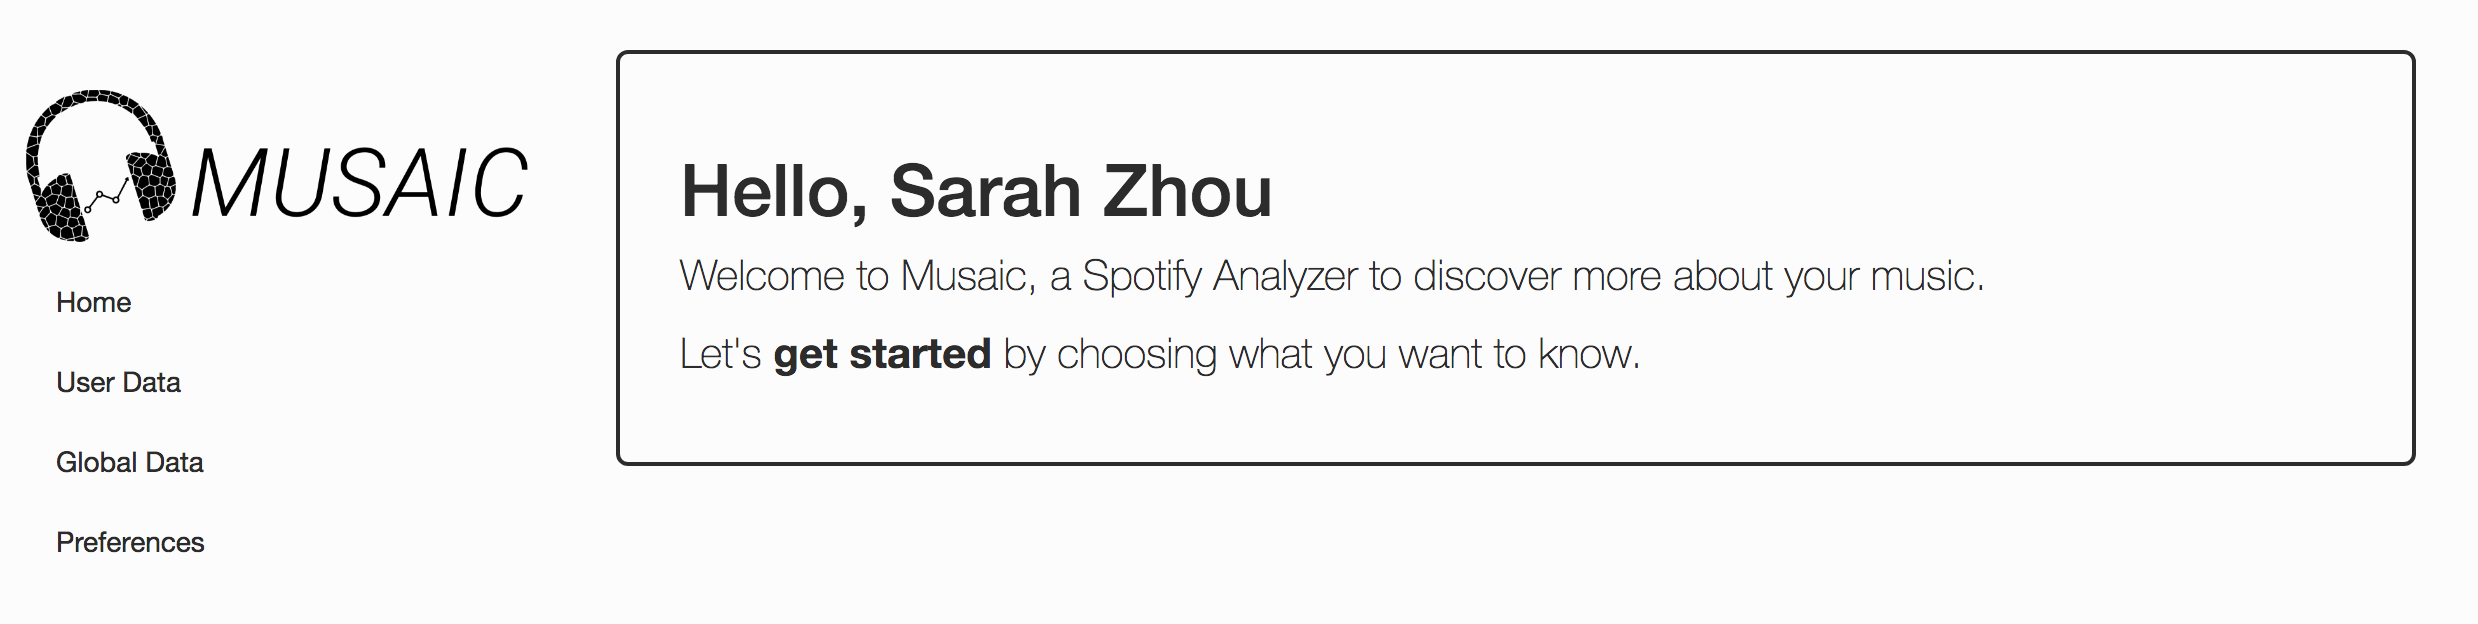 MUSAIC
Home
User Data
Global Data
Preferences
Hello, Sarah Zhou
Welcome to Musaic, a Spotify Analyzer to discover more about your music.
Let's get started by choosing what you want to know.